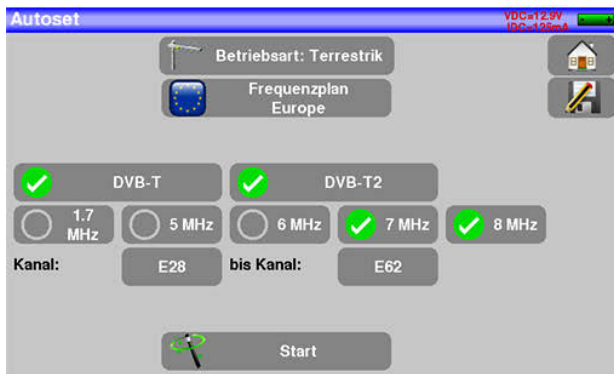 Autoset
VDC=12.9V
IDC=125mA
Betriebsart: Terrestrik
Frequenzplan
Europe
DVB-T
DVB-T2
1.7
MHz
5 MHz
6 MHz
7 MHz
8 MHz
Kanal:
E28
bis Kanal:
E62
Start